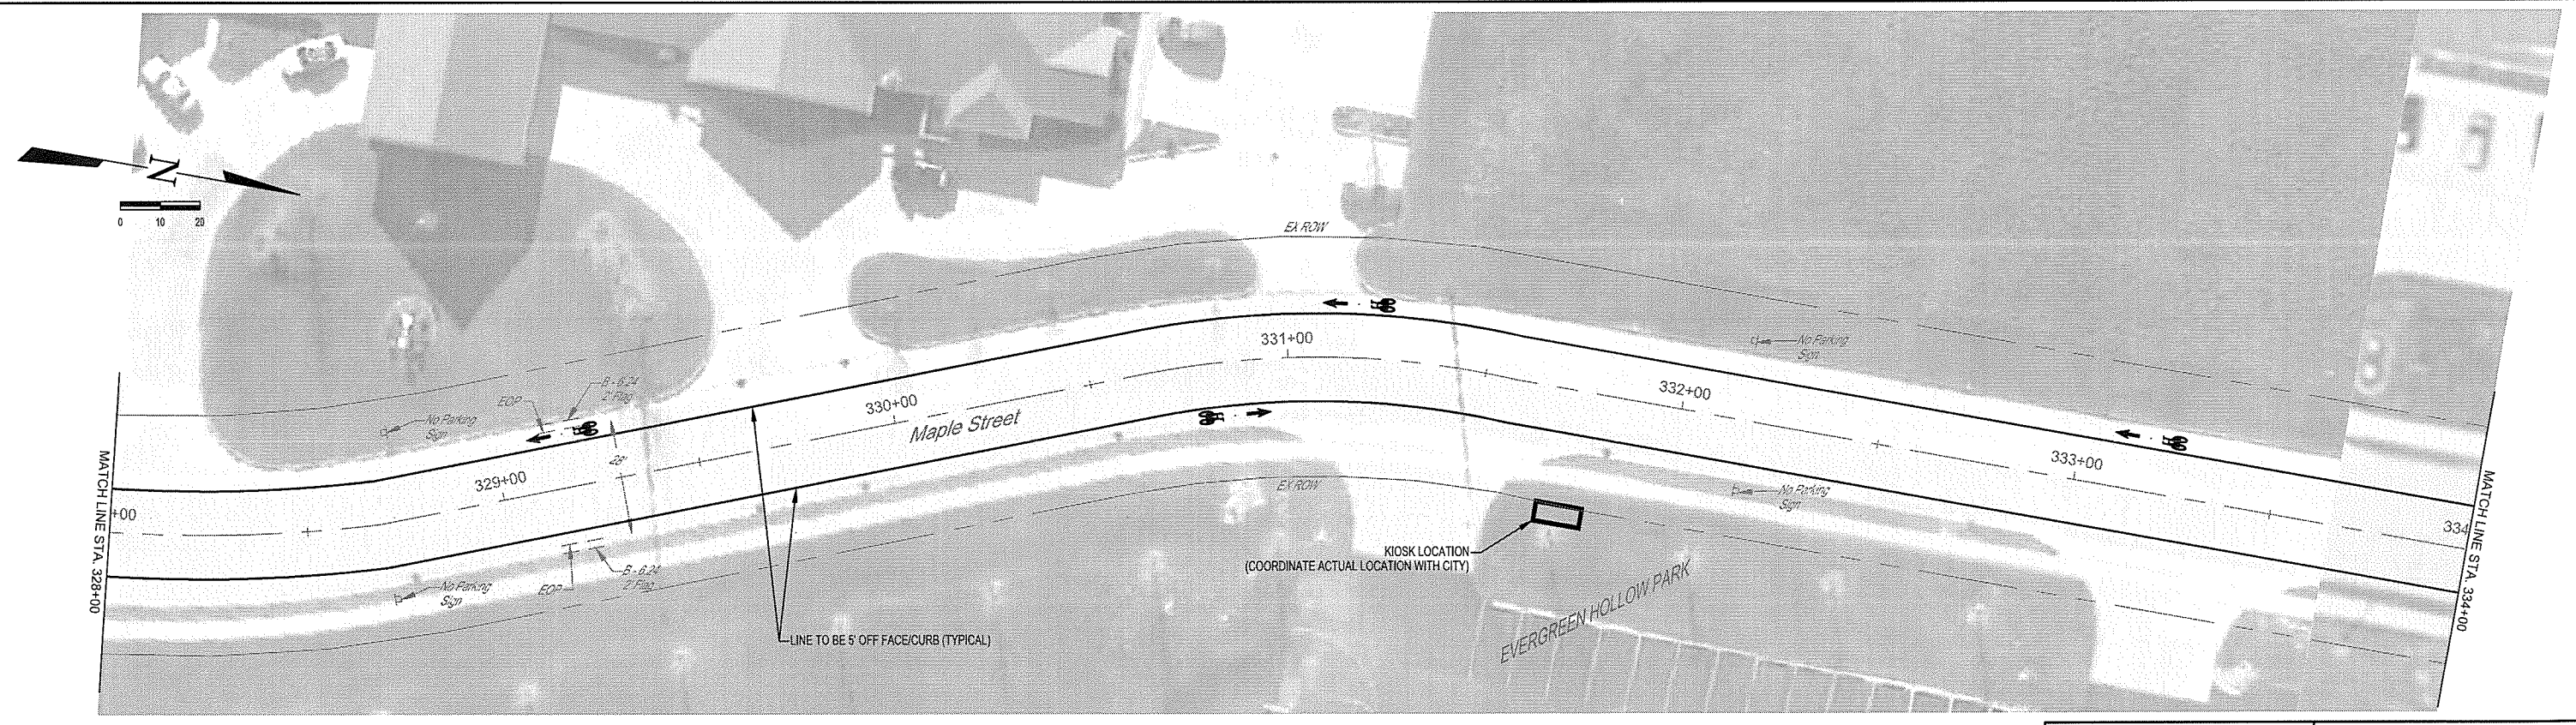 N
0 10 20
EX ROW
331+00
No Parking
Sign
B - 6.24
2' Flag
EOP
No Parking
Sign
330+00
332+00
Maple Street
28'
329+00
333+00
EX ROW
No Parking
Sign
+00
334
MATCH LINE STA. 328+00
MATCH LINE STA. 334+00
KIOSK LOCATION
(COORDINATE ACTUAL LOCATION WITH CITY)
No Parking
Sign
EOP
B - 6.24
2' Flag
EVERGREEN HOLLOW PARK
LINE TO BE 5' OFF FACE/CURB (TYPICAL)